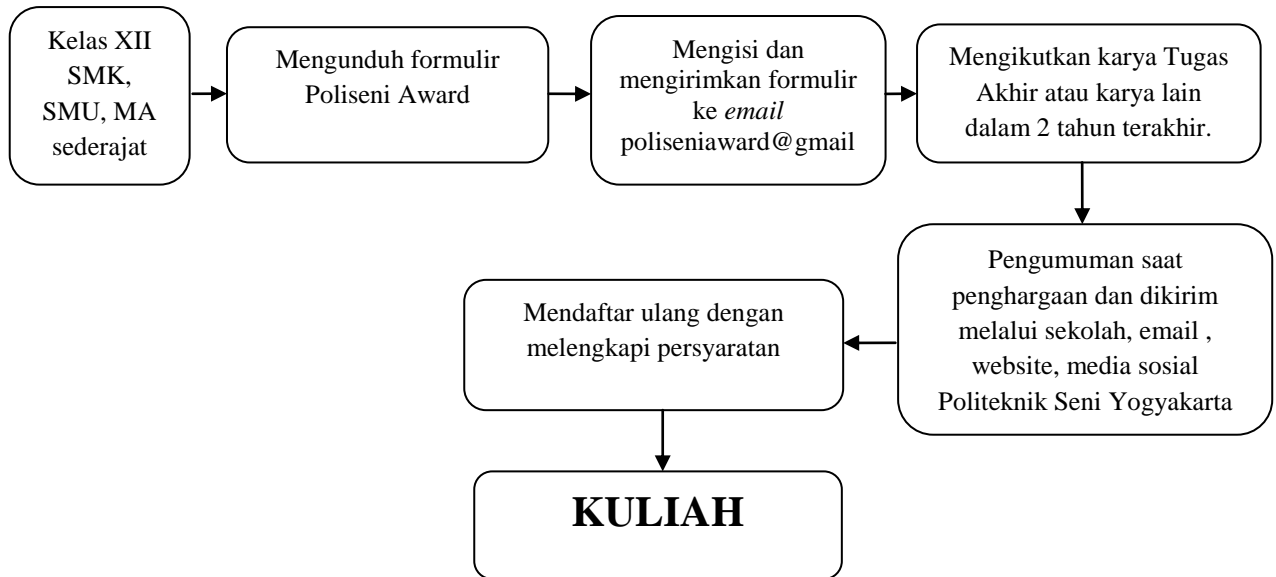 Kelas XII
SMK,
SMU, MA
sederajat
Mengunduh formulir
Poliseni Award
Mengisi dan
mengirimkan formulir
ke email
poliseniaward@gmail
Mengikutkan karya Tugas
Akhir atau karya lain
dalam 2 tahun terakhir.
Pengumuman saat
penghargaan dan dikirim
melalui sekolah, email ,
website, media sosial
Politeknik Seni Yogyakarta
Mendaftar ulang dengan
melengkapi persyaratan
KULIAH